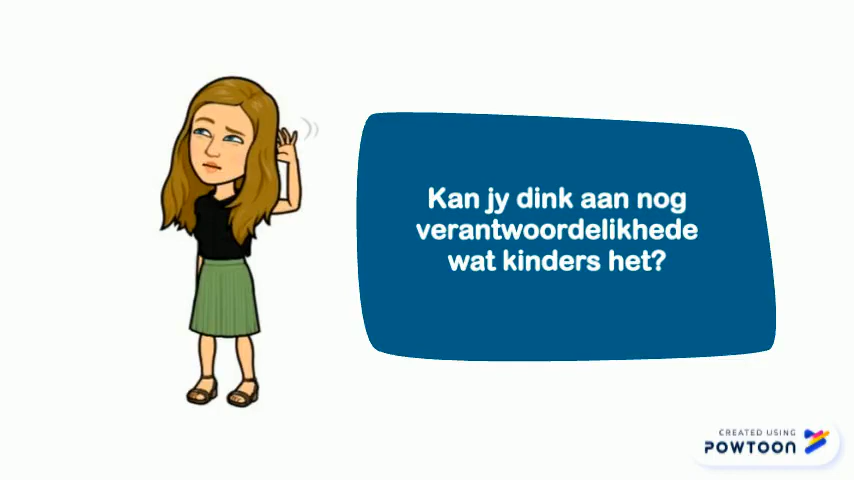 Kan jy dink aan nog
verantwoordelikhede
wat kinders het?
CREATED USING
POWTOON